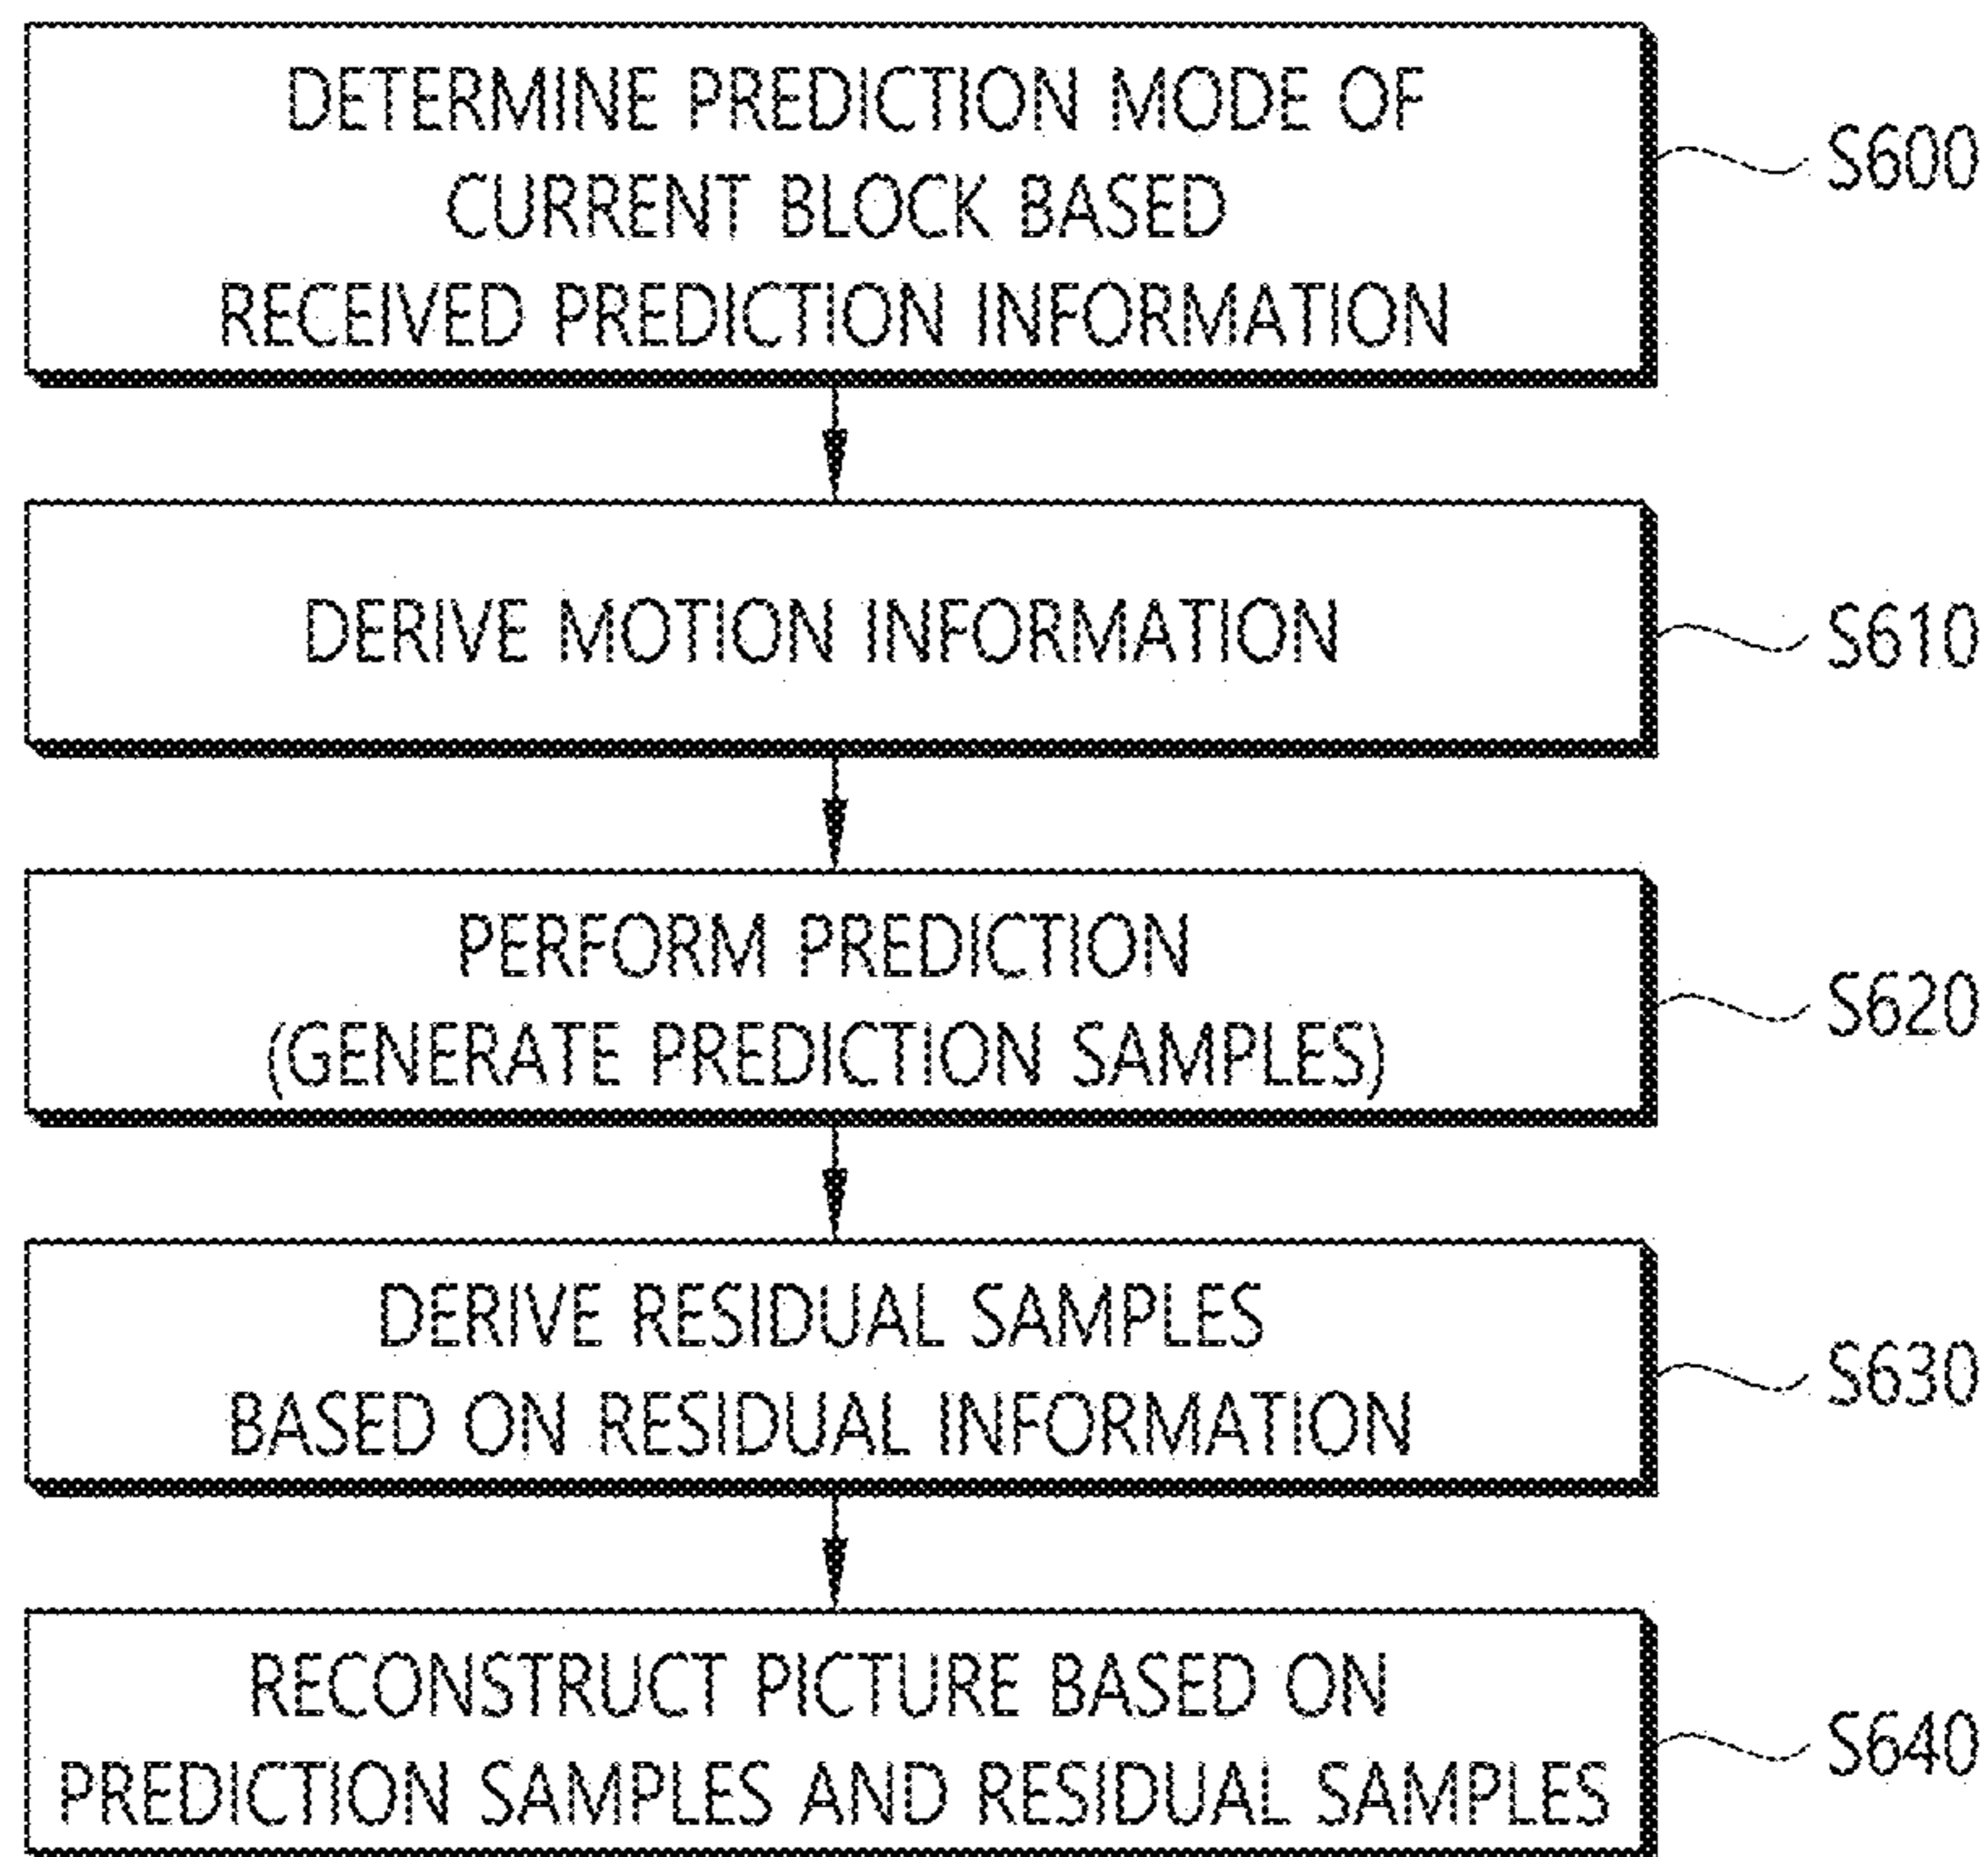 DETERMINE PREDICTION MODE OF
CURRENT BLOCK BASED
RECEIVED PREDICTION INFORMATION
S600
DERIVE MOTION INFORMATION
S610
PERFORM PREDICTION
(GENERATE PREDICTION SAMPLES)
S620
DERIVE RESIDUAL SAMPLES
BASED ON RESIDUAL INFORMATION
S630
RECONSTRUCT PICTURE BASED ON
PREDICTION SAMPLES AND RESIDUAL SAMPLES
S640